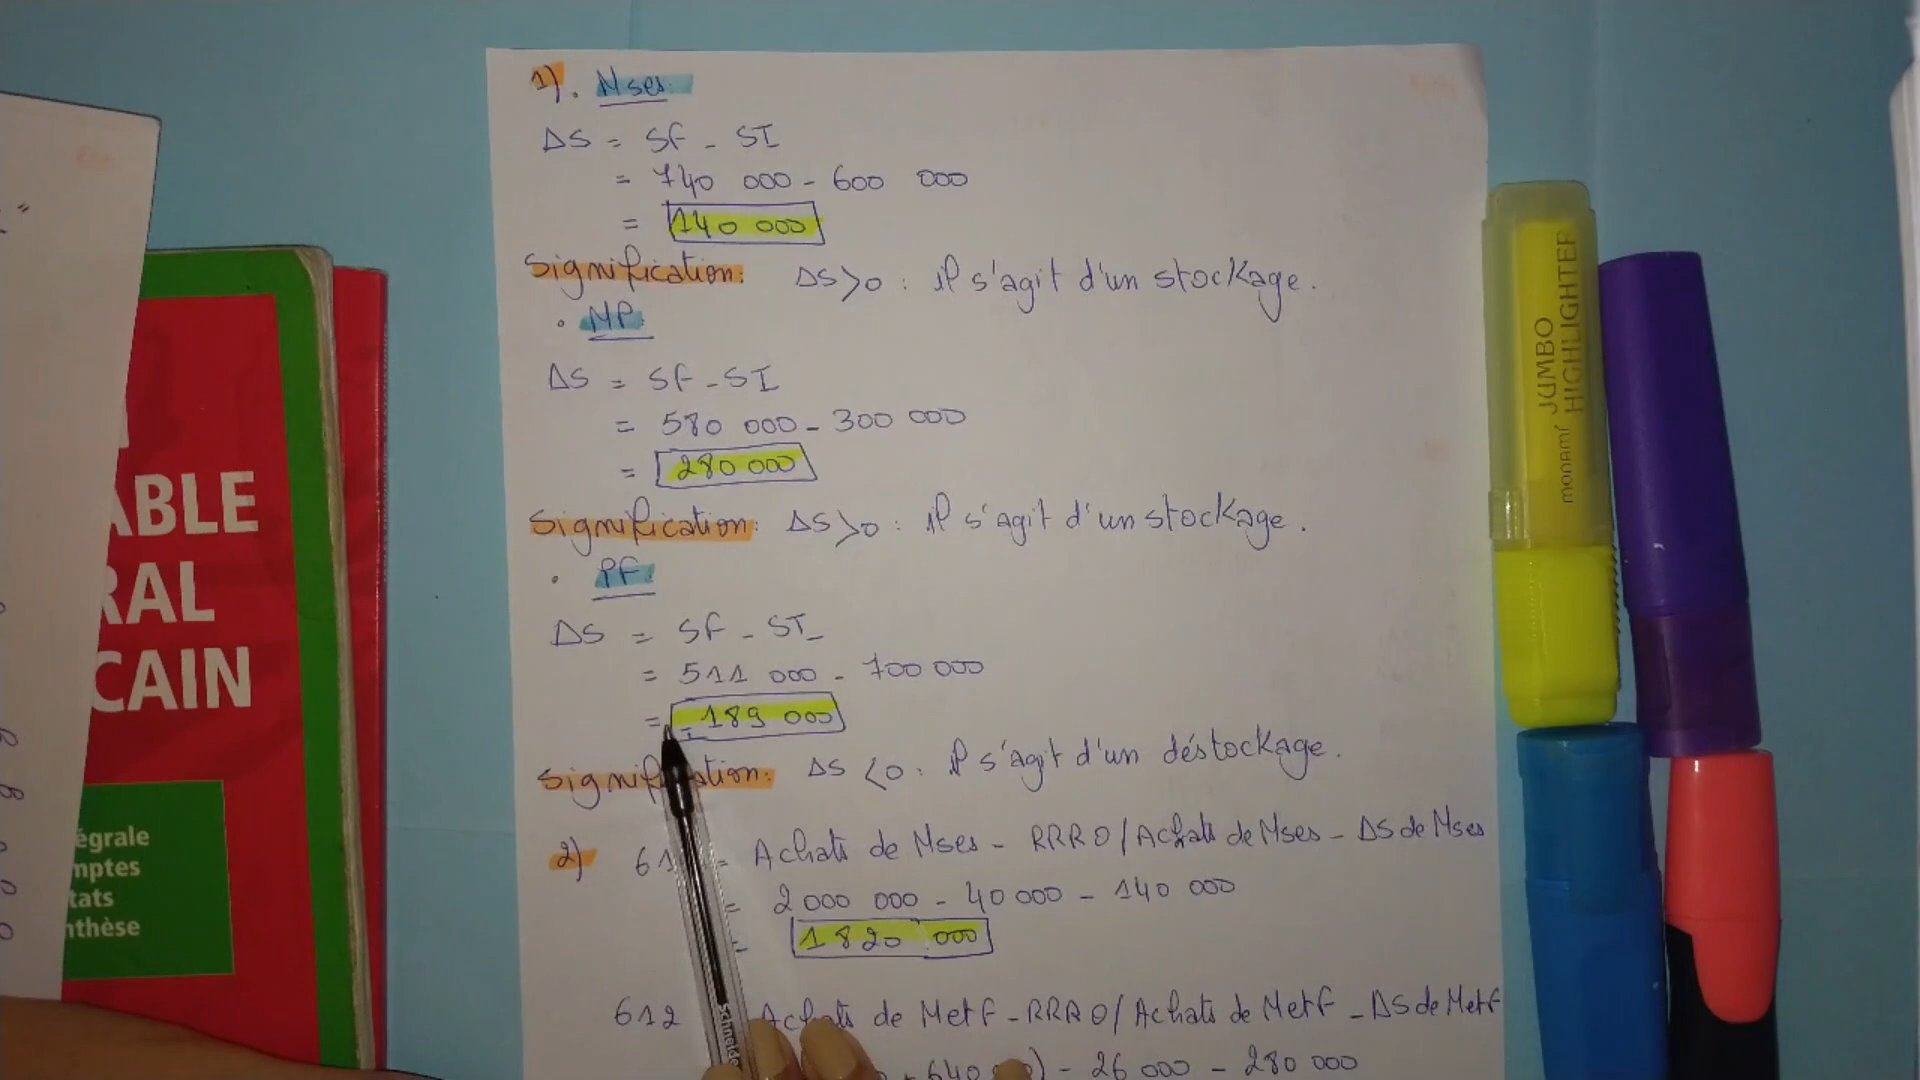 1). Mses
ΔS = SF - SI
= 740 000 - 600 000
= 140 000
Signification: ΔS>0 : il s'agit d'un stockage.
• MP
ΔS = SF - SI
= 580 000 - 300 000
= 280 000
Signification: ΔS>0 : il s'agit d'un stockage.
• PF:
ΔS = SF - SI
= 511 000 - 700 000
= - 189 000
Signification: ΔS <0 : il s'agit d'un déstockage.
2) 61 = Achats de Mses - RRRO/Achats de Mses - ΔS de Mses
= 2 000 000 - 40 000 - 140 000
= 1 820 000
612 Achats de MetF - RRRO/Achats de MetF - ΔS de MetF
640 ) - 26 000 - 280 000
ABLE
RAL
CAIN
égrale
mptes
tats
nthèse
JUMBO
HIGHLIGHTER
monami
Schneide